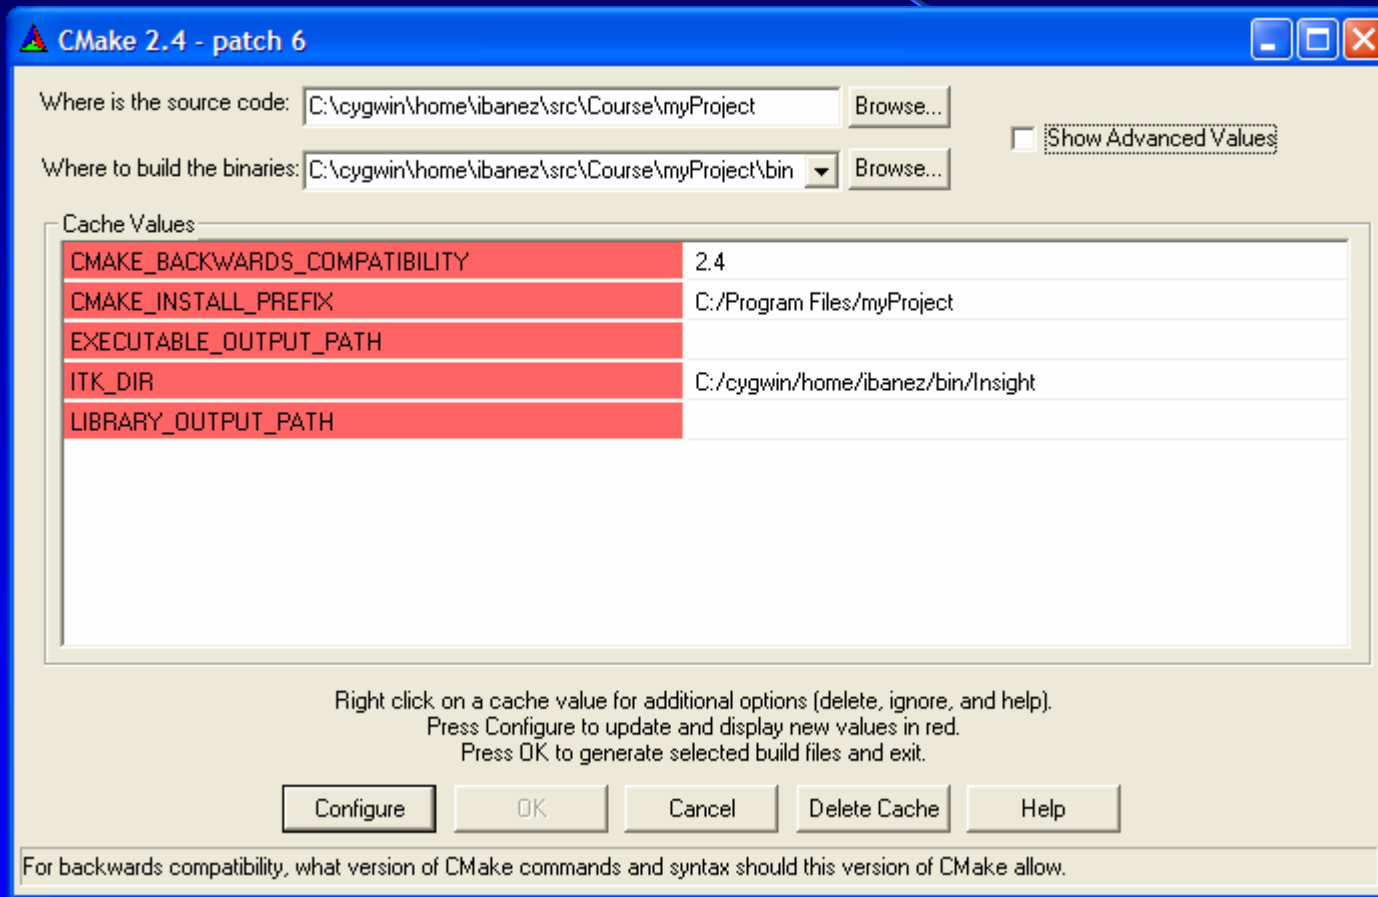 CMake 2.4 - patch 6
Where is the source code: C:\cygwin\home\ibanez\src\Course\myProject Browse...
Show Advanced Values
Where to build the binaries: C:\cygwin\home\ibanez\src\Course\myProject\bin Browse...
Cache Values
CMAKE_BACKWARDS_COMPATIBILITY 2.4
CMAKE_INSTALL_PREFIX C:/Program Files/myProject
EXECUTABLE_OUTPUT_PATH
ITK_DIR C:/cygwin/home/ibanez/bin/Insight
LIBRARY_OUTPUT_PATH
Right click on a cache value for additional options (delete, ignore, and help).
Press Configure to update and display new values in red.
Press OK to generate selected build files and exit.
Configure OK Cancel Delete Cache Help
For backwards compatibility, what version of CMake commands and syntax should this version of CMake allow.